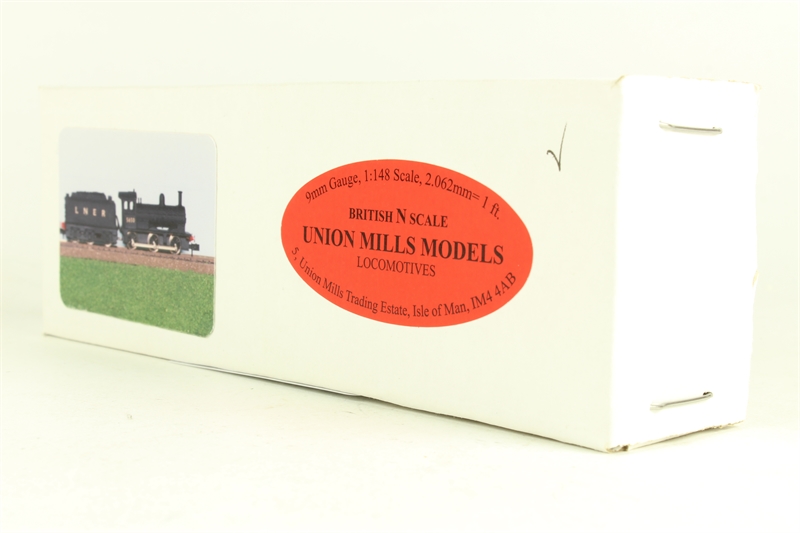 L N E R
9mm Gauge, 1:148 Scale, 2.062mm= 1 ft.
BRITISH N SCALE
UNION MILLS MODELS
LOCOMOTIVES
5, Union Mills Trading Estate, Isle of Man, IM4 4AB